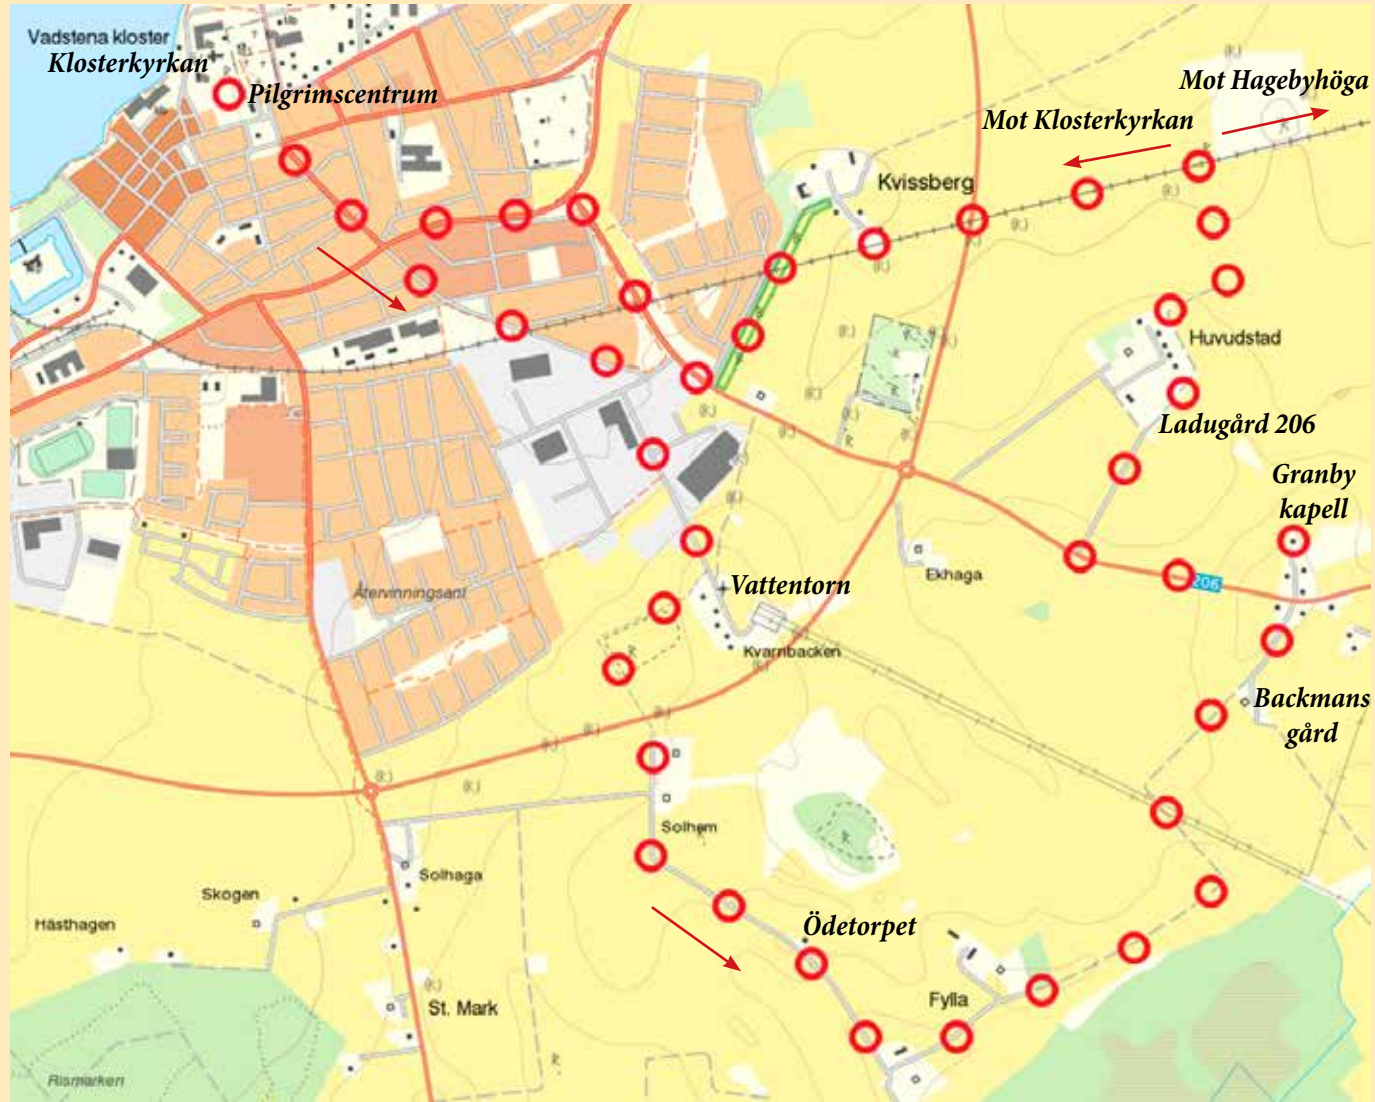 Vadstena kloster
Klosterkyrkan
Pilgrimscentrum
Mot Hagebyhöga
Mot Klosterkyrkan
Kvissberg
Huvudstad
Ladugård 206
Granby
kapell
206
Ekhaga
Återvinningsanl
Vattentorn
Kvarnbacken
Backmans
gård
Solhem
Solhaga
Skogen
Hästhagen
Ödetorpet
Fylla
St. Mark
Rismarken